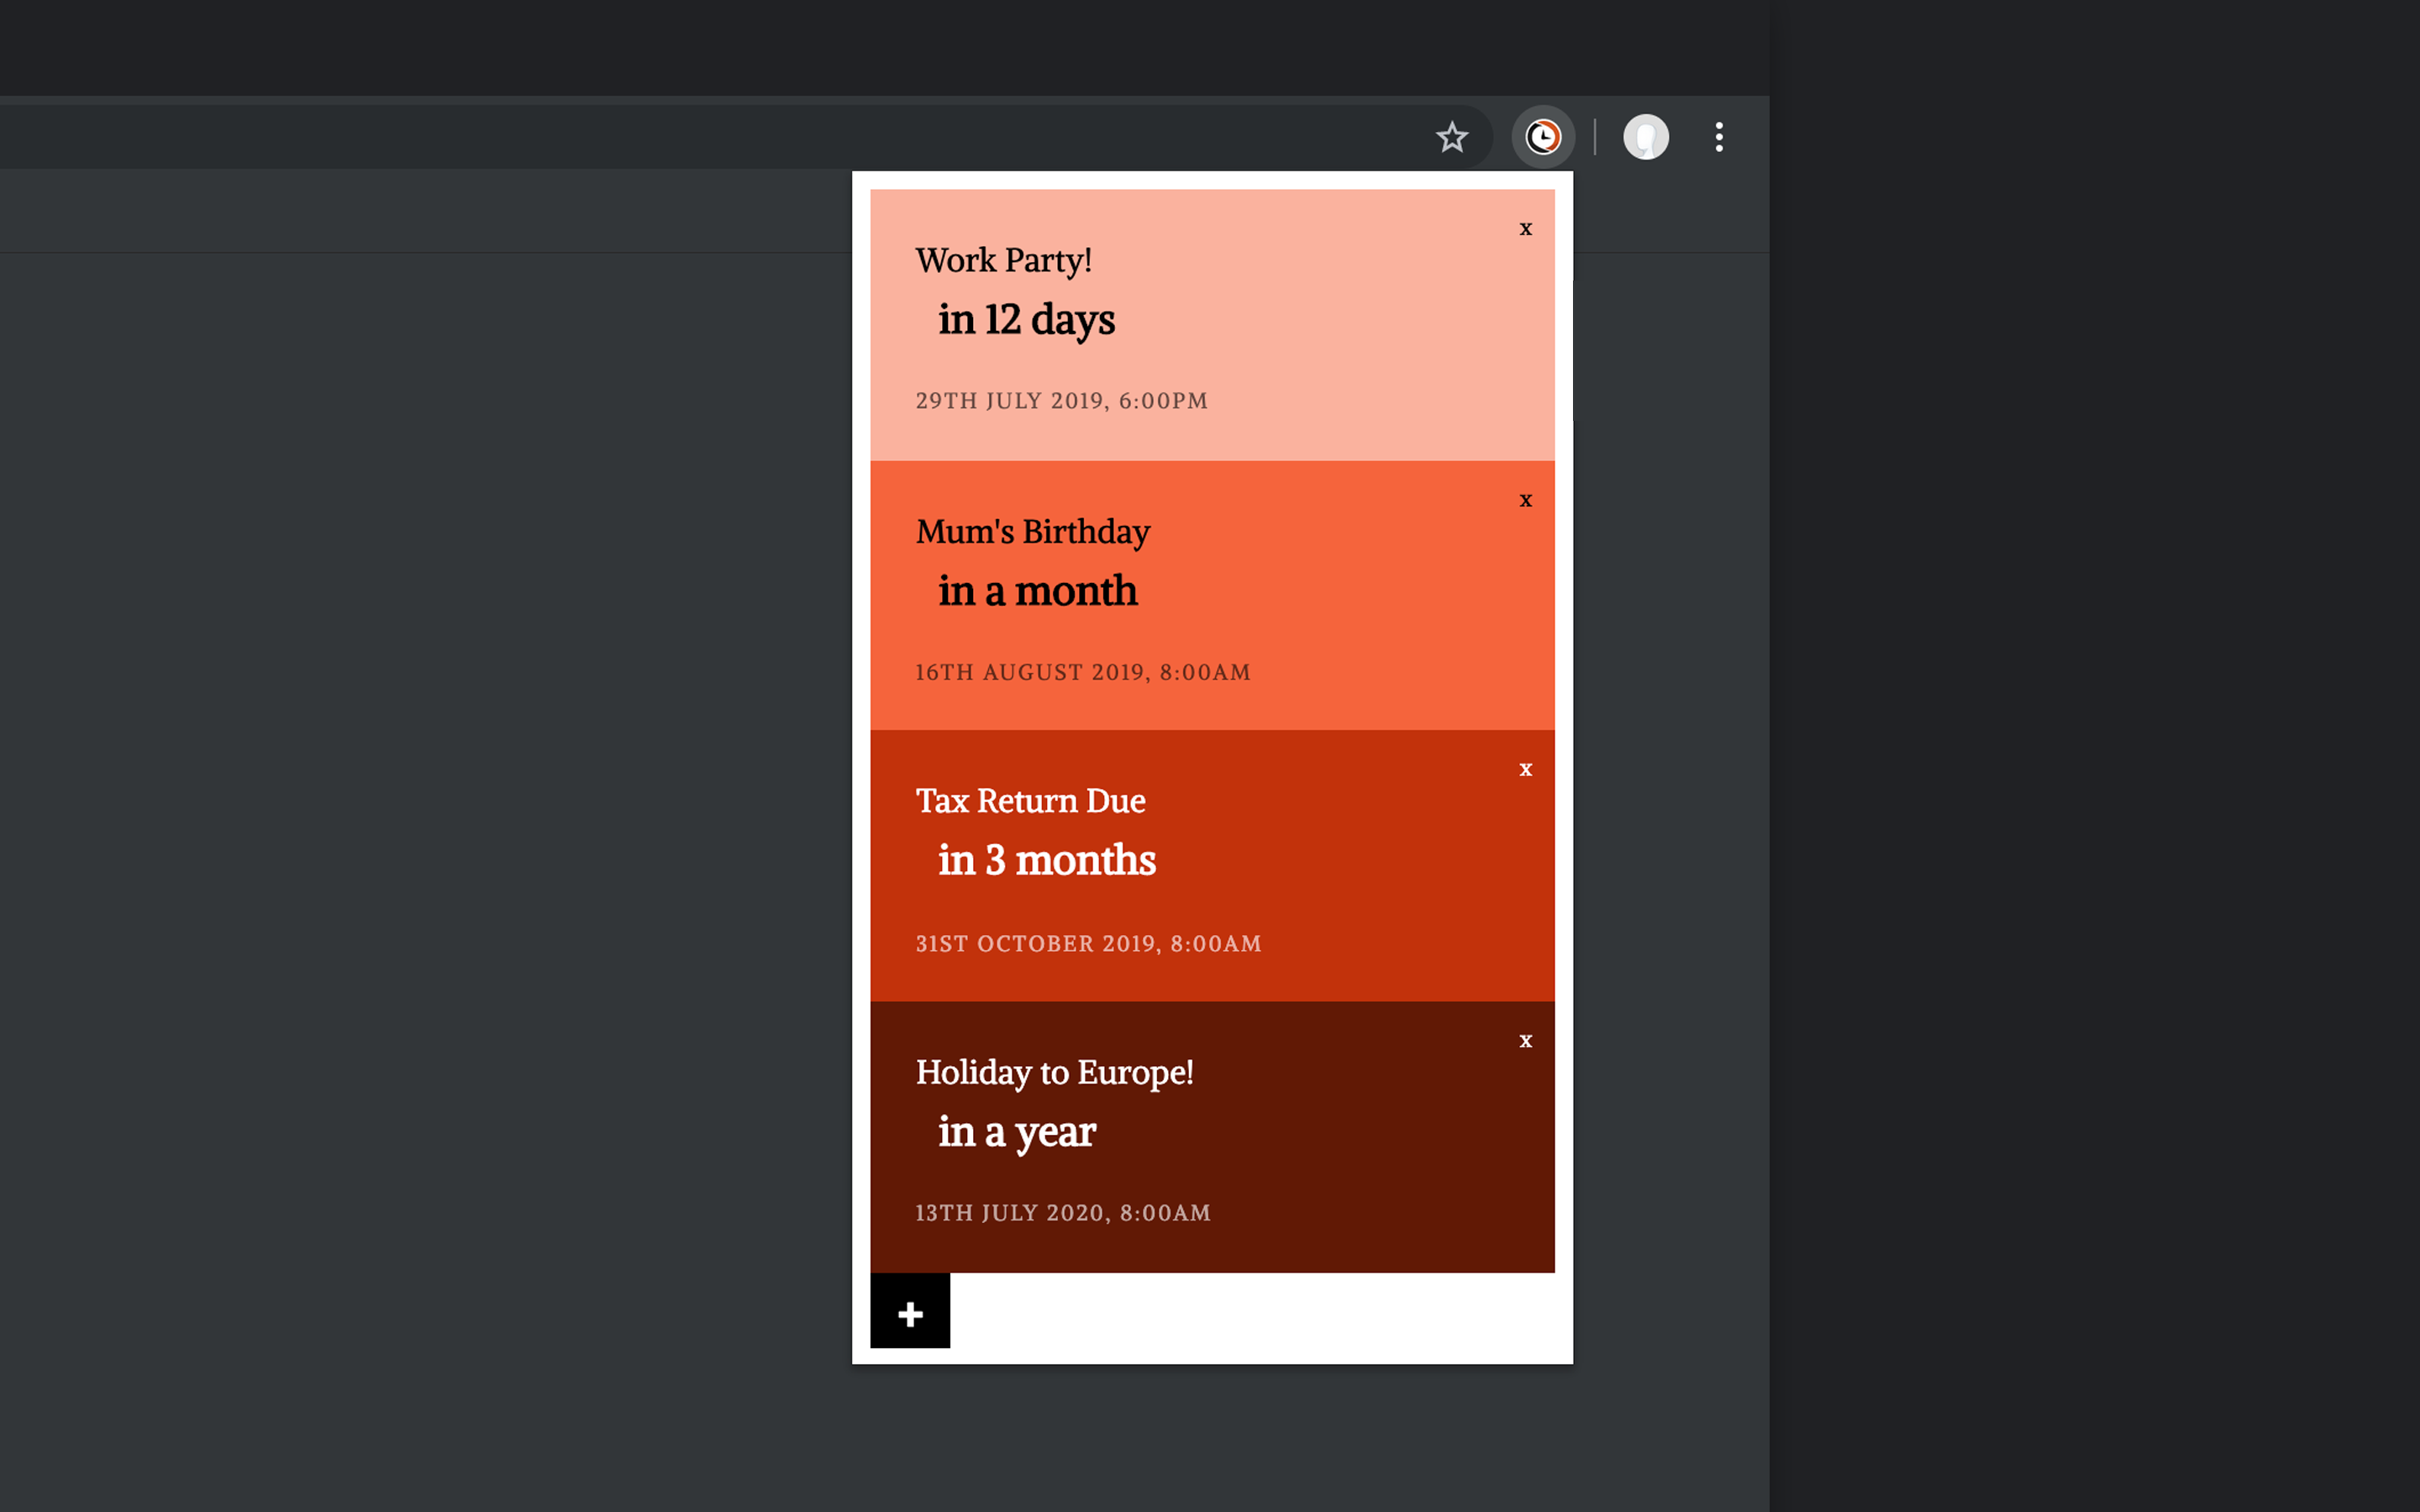 x
Work Party!
in 12 days
29TH JULY 2019, 6:00PM
x
Mum's Birthday
in a month
16TH AUGUST 2019, 8:00AM
x
Tax Return Due
in 3 months
31ST OCTOBER 2019, 8:00AM
x
Holiday to Europe!
in a year
13TH JULY 2020, 8:00AM
+